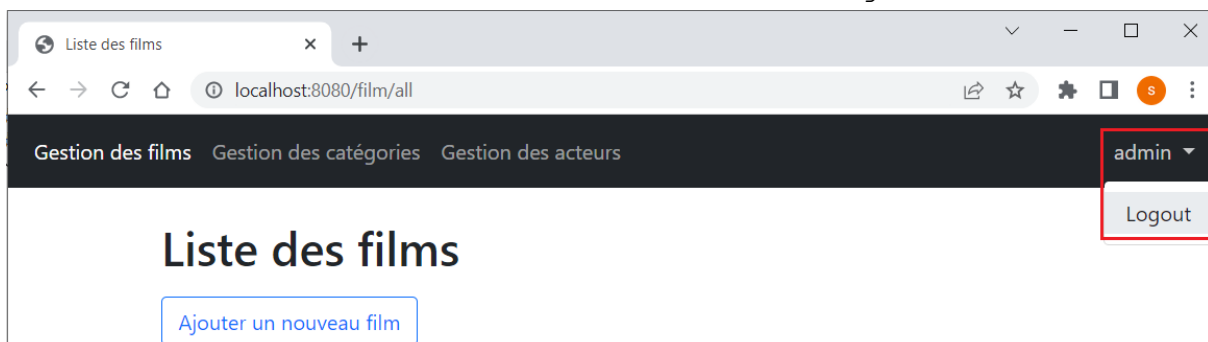 Liste des films
localhost:8080/film/all
s
Gestion des films Gestion des catégories Gestion des acteurs admin
Logout
Liste des films
Ajouter un nouveau film